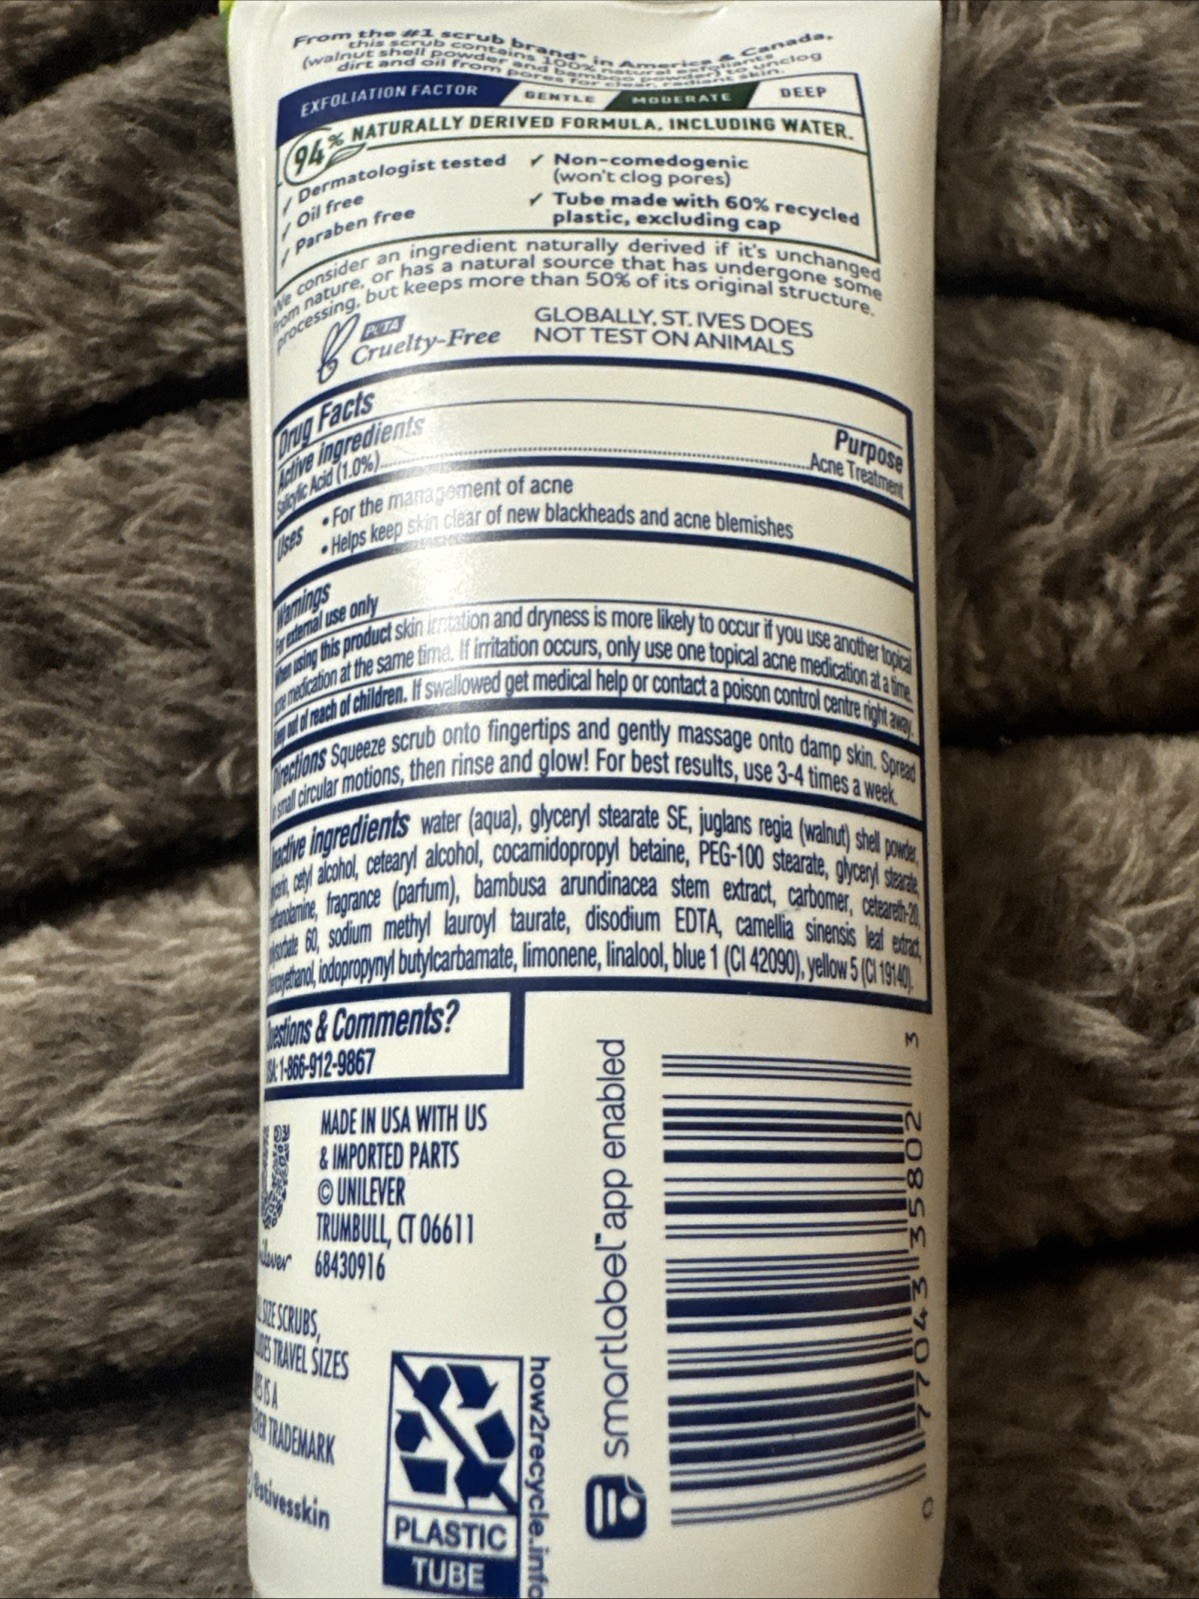 From the #1 scrub brand* in America & Canada,
this scrub contains 100% natural exfoliants
(walnut shell powder and bamboo powder) to unclog
dirt and oil from pores for clear, radiant skin.
EXFOLIATION FACTOR GENTLE MODERATE DEEP
94% NATURALLY DERIVED FORMULA, INCLUDING WATER.
✓ Dermatologist tested
✓ Oil free
✓ Paraben free
✓ Non-comedogenic
(won't clog pores)
✓ Tube made with 60% recycled
plastic, excluding cap
We consider an ingredient naturally derived if it's unchanged
from nature, or has a natural source that has undergone some
processing, but keeps more than 50% of its original structure.
PETA
Cruelty-Free
GLOBALLY, ST. IVES DOES
NOT TEST ON ANIMALS
Drug Facts
Active ingredients Purpose
Salicylic Acid (1.0%)..........Acne Treatment
Uses • For the management of acne
• Helps keep skin clear of new blackheads and acne blemishes
Warnings
For external use only
When using this product skin irritation and dryness is more likely to occur if you use another topical
acne medication at the same time. If irritation occurs, only use one topical acne medication at a time.
out of reach of children. If swallowed get medical help or contact a poison control centre right away.
Directions Squeeze scrub onto fingertips and gently massage onto damp skin. Spread
small circular motions, then rinse and glow! For best results, use 3-4 times a week.
ingredients water (aqua), glyceryl stearate SE, juglans regia (walnut) shell powder,
cetyl alcohol, cetearyl alcohol, cocamidopropyl betaine, PEG-100 stearate, glyceryl stearate,
fragrance (parfum), bambusa arundinacea stem extract, carbomer, ceteareth-20,
60, sodium methyl lauroyl taurate, disodium EDTA, camellia sinensis leaf extract,
iodopropynyl butylcarbamate, limonene, linalool, blue 1 (CI 42090), yellow 5 (CI 19140).
& Comments?
1-866-912-9867
MADE IN USA WITH US
& IMPORTED PARTS
© UNILEVER
TRUMBULL, CT 06611
68430916
SIZE SCRUBS,
TRAVEL SIZES
IS A
TRADEMARK
@stivesskin
PLASTIC
TUBE
how2recycle.info
smartlabel™ app enabled
0 77043 35802 3